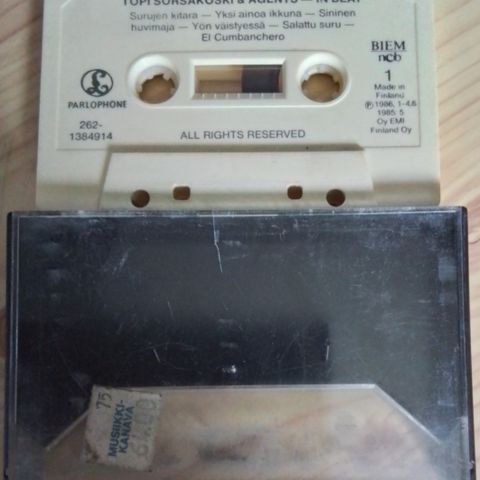 TOPI SORSAKOSKI & AGENTS — IN BEAT
Surujen kitara — Yksi ainoa ikkuna — Sininen
huvimaja — Yön väistyessä — Salattu suru —
El Cumbanchero
BIEM
ncb
1
Made in
Finland
℗ 1986, 1-4,6
1985: 5
Oy EMI
Finland Oy
PARLOPHONE
262-
1384914
ALL RIGHTS RESERVED
75
MUSIIKKI-
KANAVA